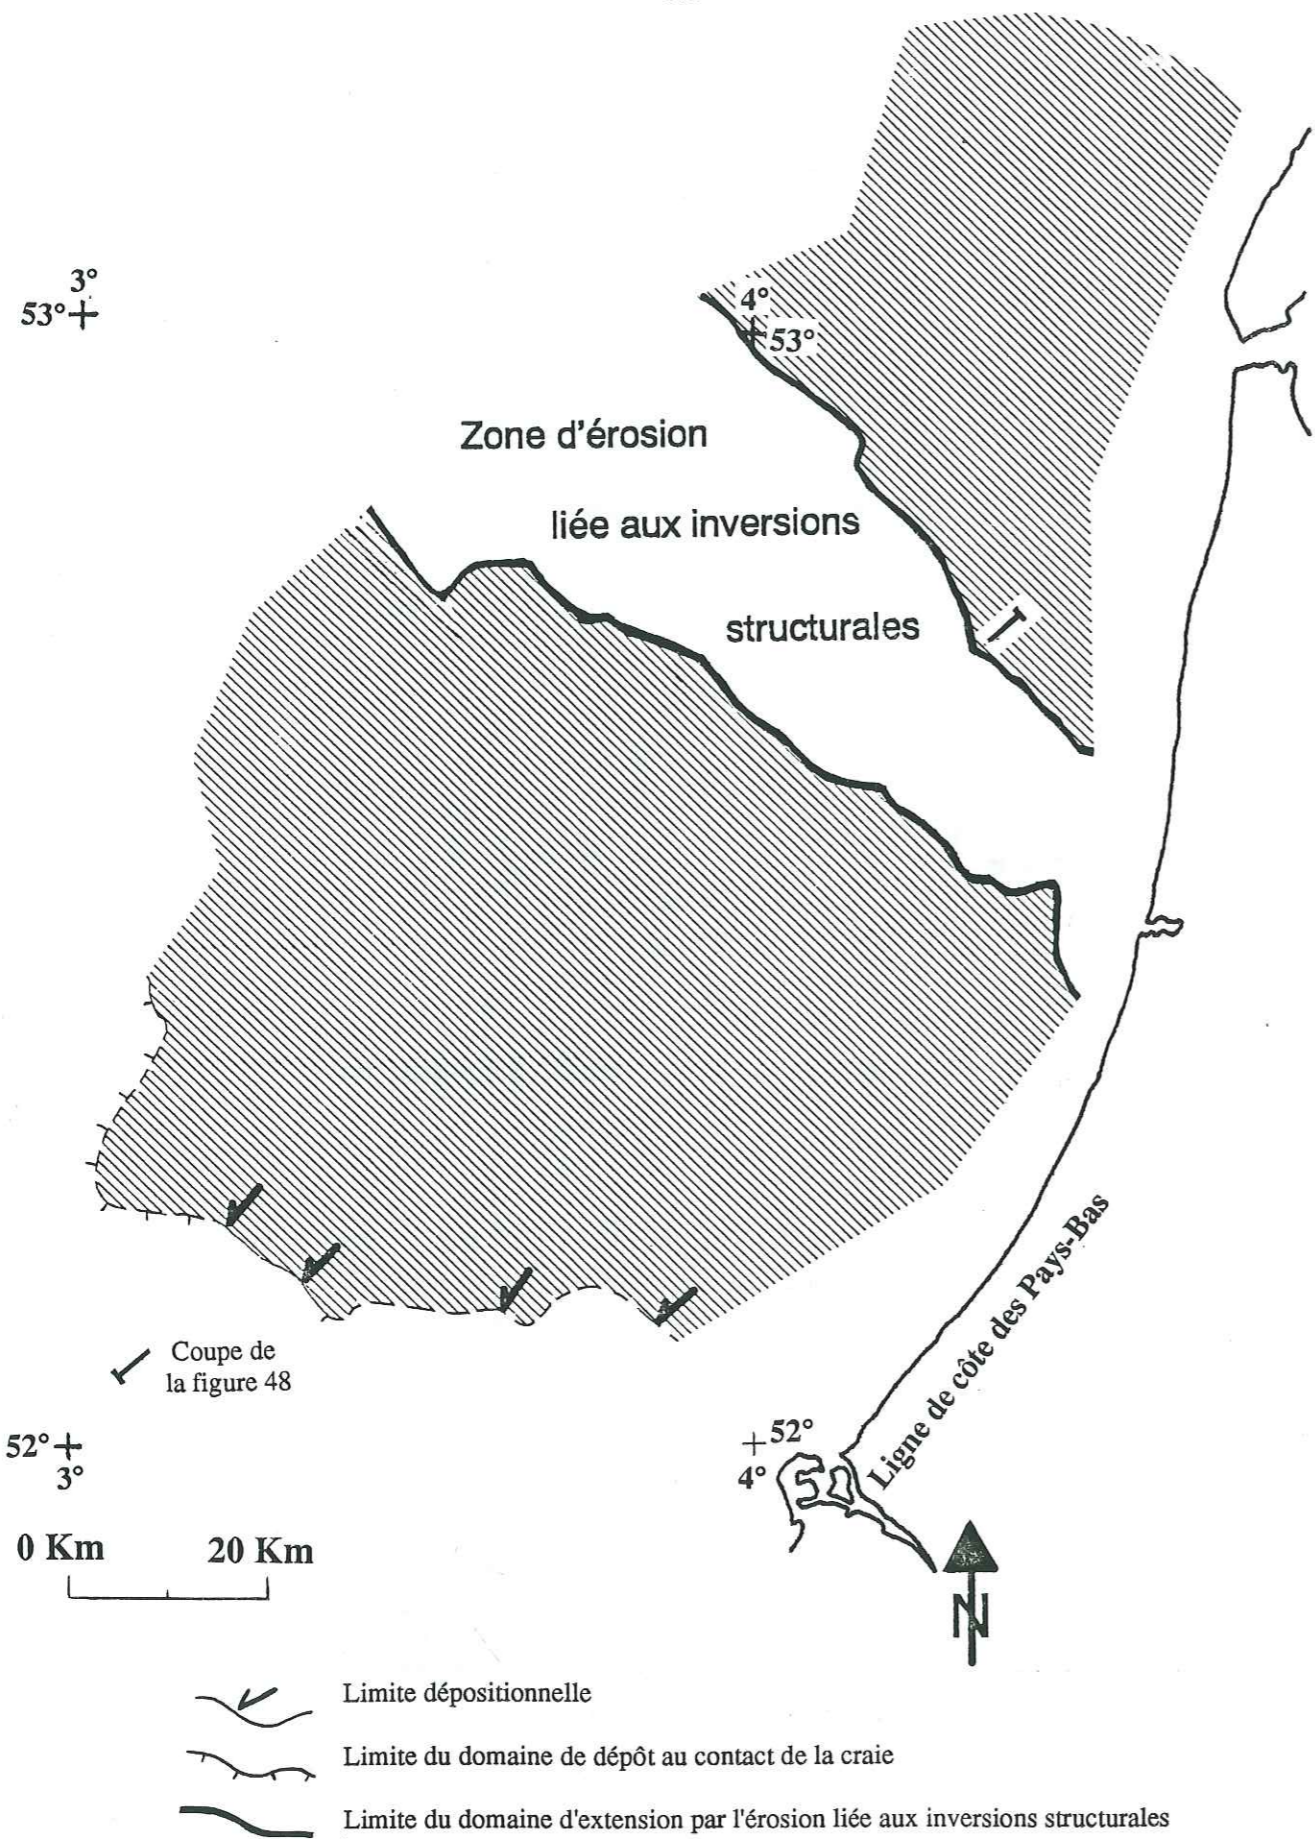 3°
53°
4°
53°
Zone d'érosion
liée aux inversions
structurales
Coupe de
la figure 48
Ligne de côte des Pays-Bas
52°
3°
52°
4°
0 Km 20 Km
N
Limite dépositionnelle
Limite du domaine de dépôt au contact de la craie
Limite du domaine d'extension par l'érosion liée aux inversions structurales